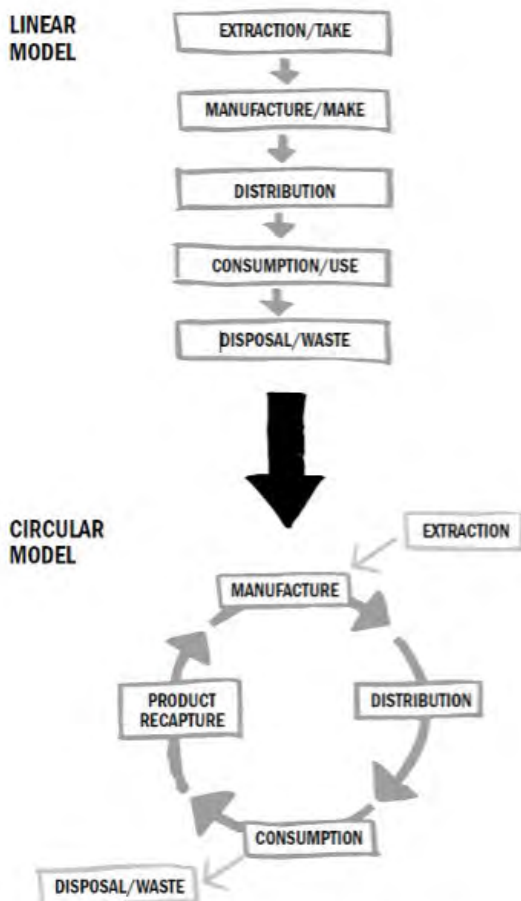 LINEAR
MODEL
EXTRACTION/TAKE
MANUFACTURE/MAKE
DISTRIBUTION
CONSUMPTION/USE
DISPOSAL/WASTE
CIRCULAR
MODEL
EXTRACTION
MANUFACTURE
DISTRIBUTION
PRODUCT
RECAPTURE
CONSUMPTION
DISPOSAL/WASTE